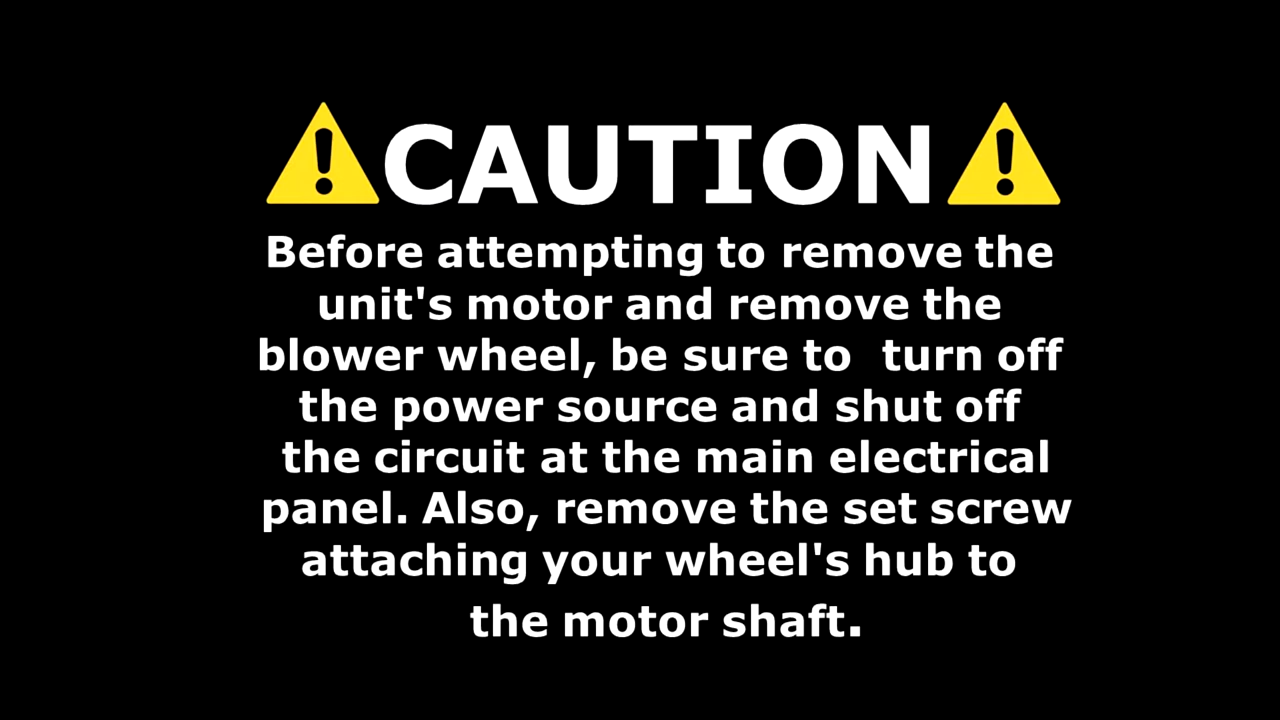 CAUTION
Before attempting to remove the
unit's motor and remove the
blower wheel, be sure to  turn off
the power source and shut off
the circuit at the main electrical
panel. Also, remove the set screw
attaching your wheel's hub to
the motor shaft.